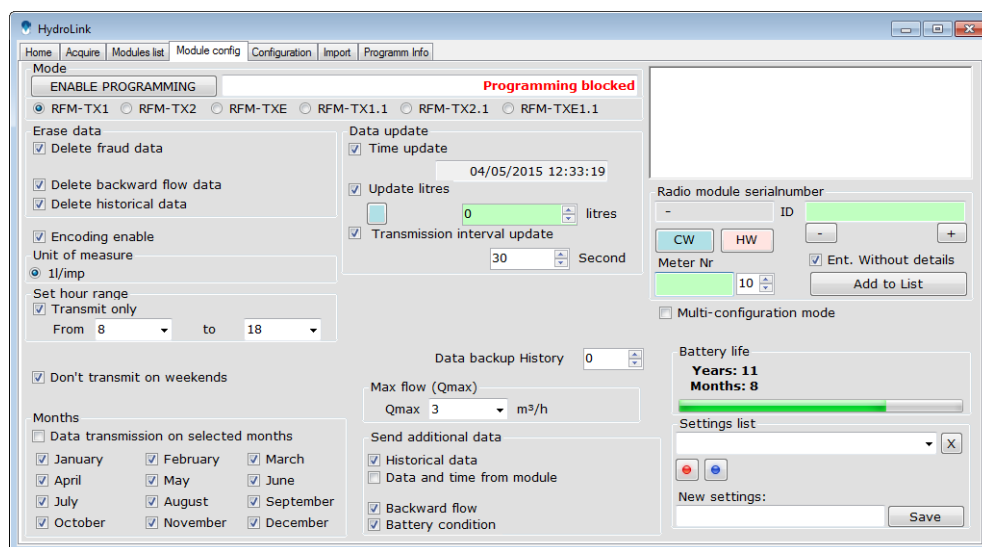 HydroLink
Home Acquire Modules list Module config Configuration Import Programm Info
Mode
ENABLE PROGRAMMING Programming blocked
RFM-TX1 RFM-TX2 RFM-TXE RFM-TX1.1 RFM-TX2.1 RFM-TXE1.1
Erase data
Delete fraud data
Delete backward flow data
Delete historical data
Encoding enable
Unit of measure
1l/imp
Set hour range
Transmit only
From 8 to 18
Don't transmit on weekends
Months
Data transmission on selected months
January February March
April May June
July August September
October November December
Data update
Time update
04/05/2015 12:33:19
Update litres
0 litres
Transmission interval update
30 Second
Data backup History 0
Max flow (Qmax)
Qmax 3 m³/h
Send additional data
Historical data
Data and time from module
Backward flow
Battery condition
Radio module serialnumber
- ID
CW HW - +
Meter Nr Ent. Without details
10 Add to List
Multi-configuration mode
Battery life
Years: 11
Months: 8
Settings list
X
New settings:
Save